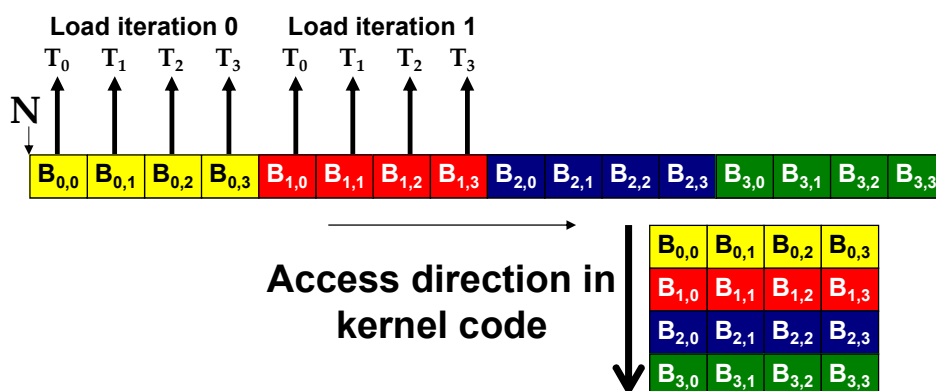 Load iteration 0 Load iteration 1
T0 T1 T2 T3 T0 T1 T2 T3
N
B0,0 B0,1 B0,2 B0,3 B1,0 B1,1 B1,2 B1,3 B2,0 B2,1 B2,2 B2,3 B3,0 B3,1 B3,2 B3,3
Access direction in
kernel code
B0,0 B0,1 B0,2 B0,3
B1,0 B1,1 B1,2 B1,3
B2,0 B2,1 B2,2 B2,3
B3,0 B3,1 B3,2 B3,3